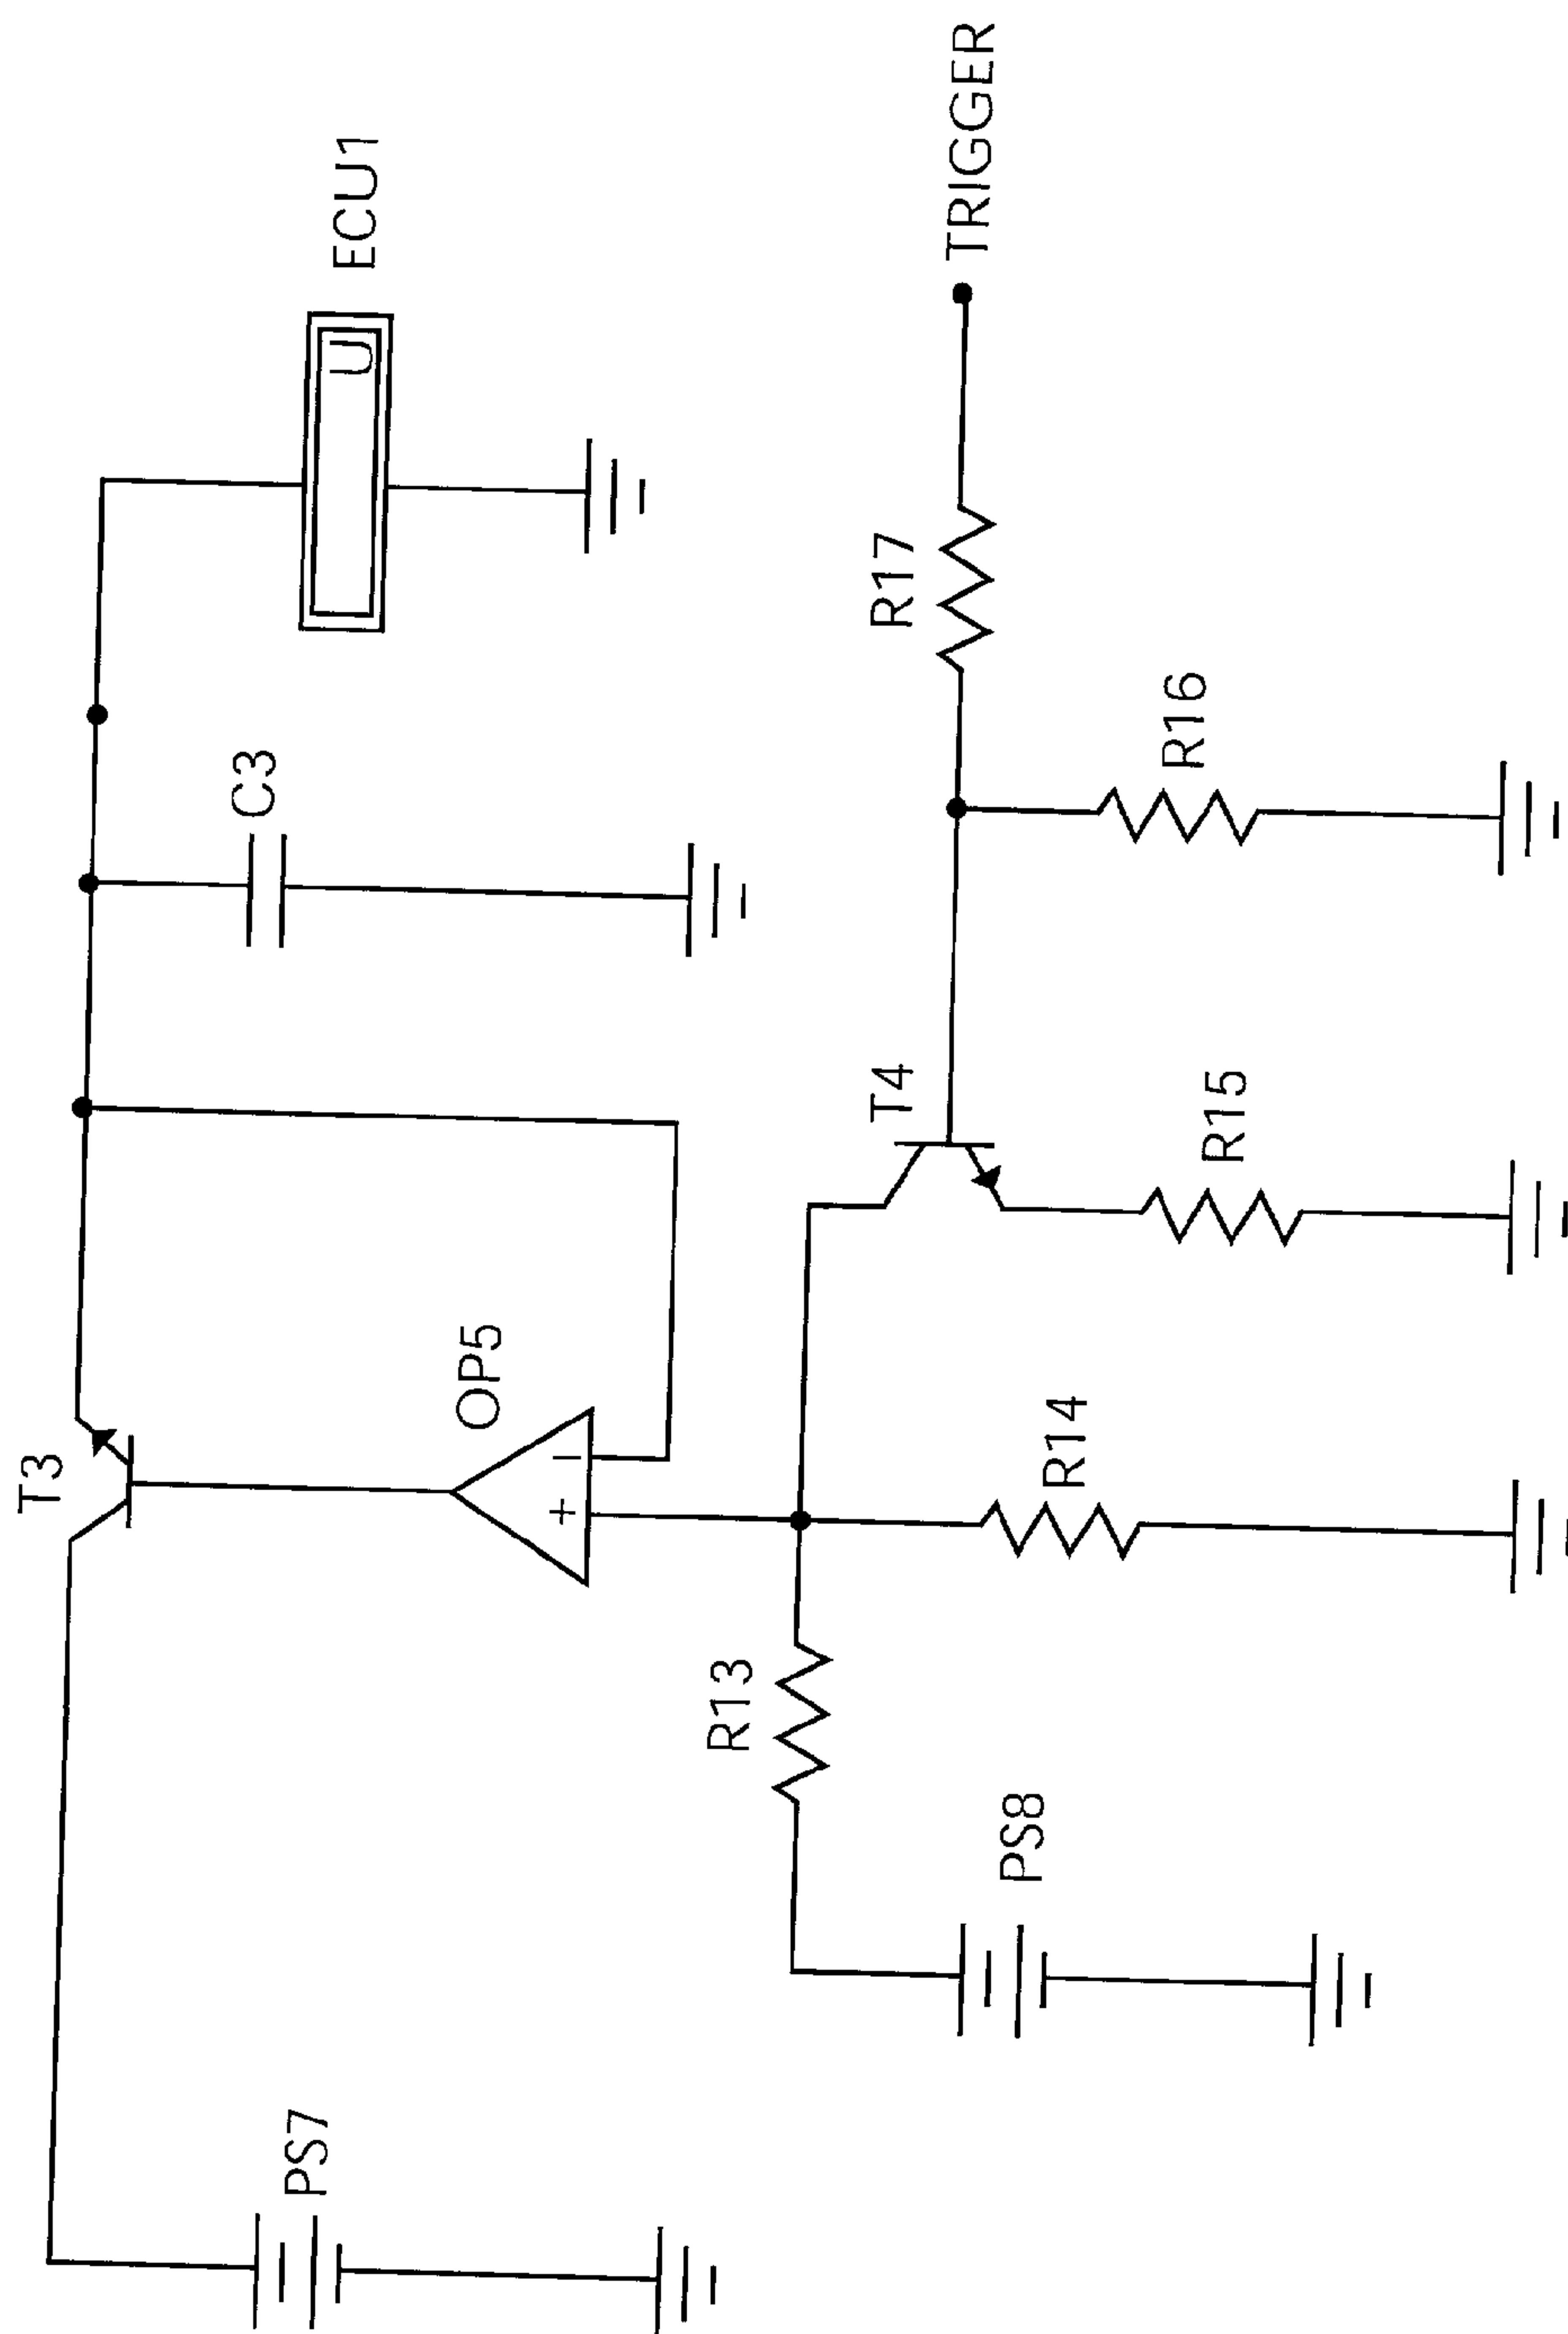 T3
PS7
OP5
C3
U
ECU1
+
−
R13
PS8
R14
T4
R15
R17
R16
TRIGGER